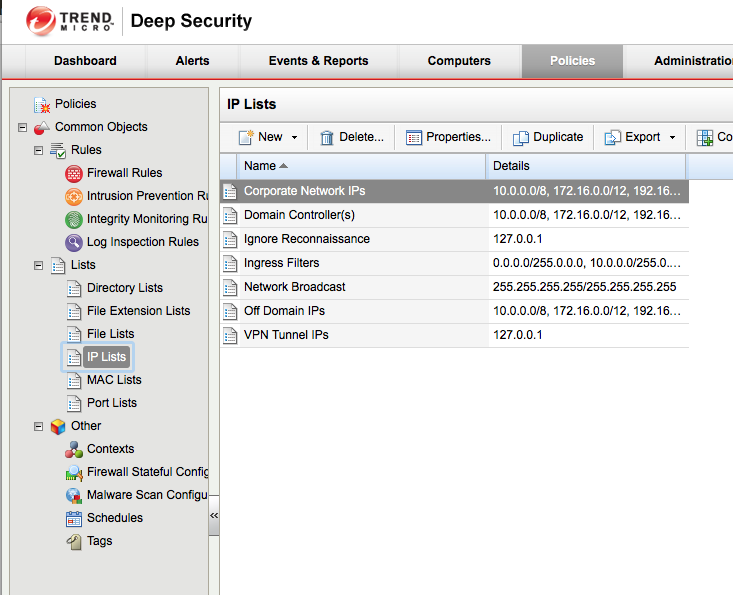 TREND MICRO Deep Security
Dashboard Alerts Events & Reports Computers Policies Administration
Policies
Common Objects
Rules
Firewall Rules
Intrusion Prevention Ru
Integrity Monitoring Ru
Log Inspection Rules
Lists
Directory Lists
File Extension Lists
File Lists
IP Lists
MAC Lists
Port Lists
Other
Contexts
Firewall Stateful Config
Malware Scan Configu
Schedules
Tags
«
IP Lists
New Delete... Properties... Duplicate Export Co
Name Details
Corporate Network IPs 10.0.0.0/8, 172.16.0.0/12, 192.16...
Domain Controller(s) 10.0.0.0/8, 172.16.0.0/12, 192.16...
Ignore Reconnaissance 127.0.0.1
Ingress Filters 0.0.0.0/255.0.0.0, 10.0.0.0/255.0....
Network Broadcast 255.255.255.255/255.255.255.255
Off Domain IPs 10.0.0.0/8, 172.16.0.0/12, 192.16...
VPN Tunnel IPs 127.0.0.1